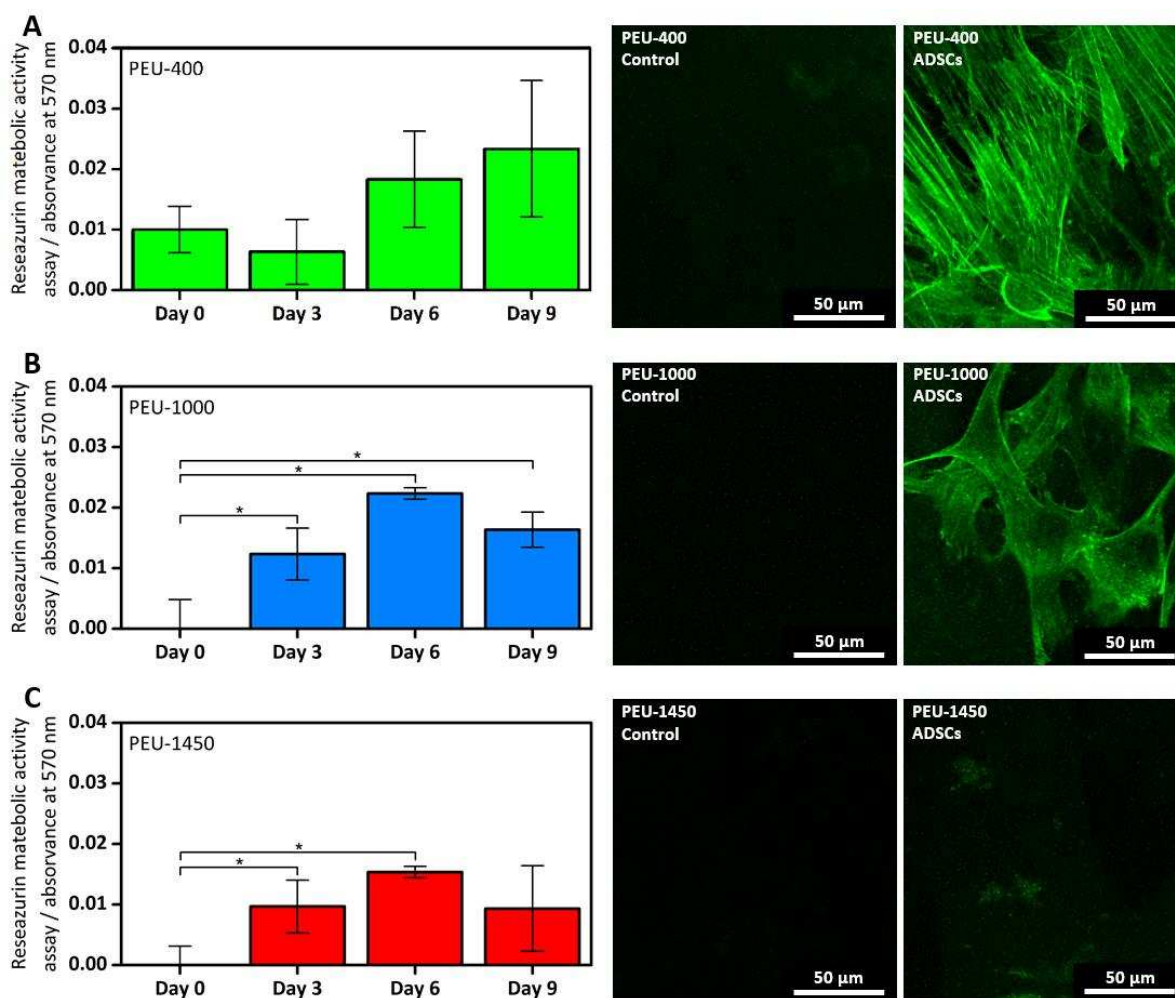 A
Reseazurin matebolic activity
assay / absorvance at 570 nm
0.04
0.03
0.02
0.01
0.00
PEU-400
Day 0 Day 3 Day 6 Day 9
PEU-400
Control
50 µm
PEU-400
ADSCs
50 µm
B
Reseazurin matebolic activity
assay / absorvance at 570 nm
0.04
0.03
0.02
0.01
0.00
PEU-1000
*
*
*
Day 0 Day 3 Day 6 Day 9
PEU-1000
Control
50 µm
PEU-1000
ADSCs
50 µm
C
Reseazurin matebolic activity
assay / absorvance at 570 nm
0.04
0.03
0.02
0.01
0.00
PEU-1450
*
*
Day 0 Day 3 Day 6 Day 9
PEU-1450
Control
50 µm
PEU-1450
ADSCs
50 µm